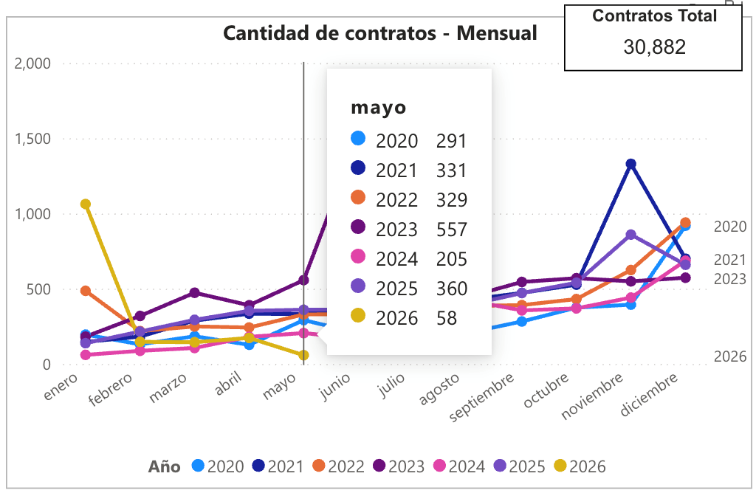 Contratos Total
30,882
Cantidad de contratos - Mensual
2,000
1,500
1,000
500
0
mayo
2020 291
2021 331
2022 329
2023 557
2024 205
2025 360
2026 58
2020
2021
2023
2026
enero
febrero
marzo
abril
mayo
junio
julio
agosto
septiembre
octubre
noviembre
diciembre
Año 2020 2021 2022 2023 2024 2025 2026